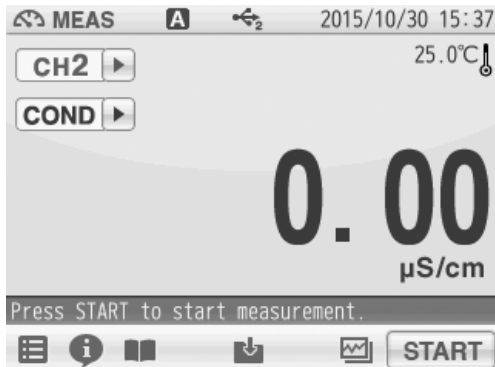 MEAS A 2 2015/10/30 15:37
CH2 25.0℃
COND
0.00
µS/cm
Press START to start measurement.
i START